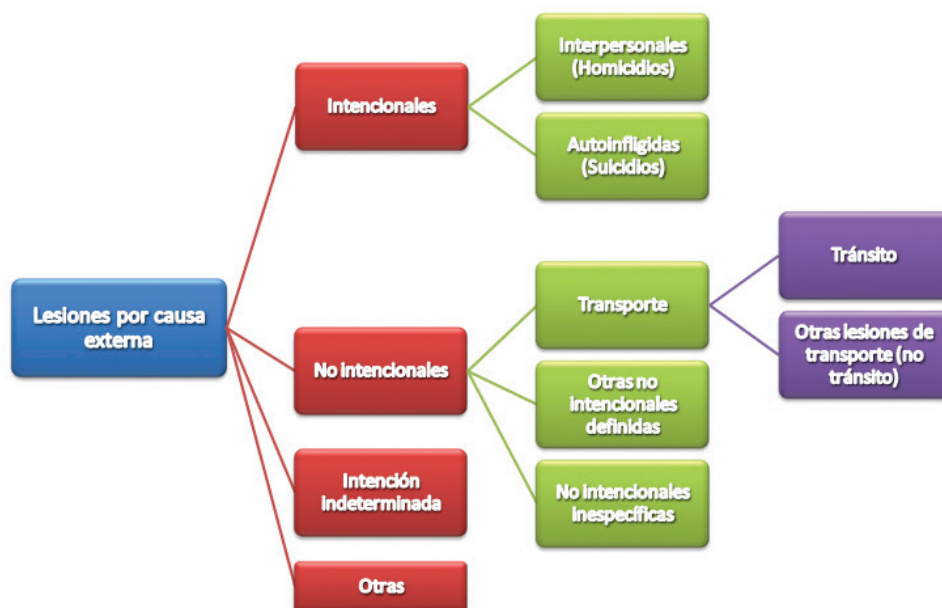 Interpersonales
(Homicidios)
Intencionales
Autoinfligidas
(Suicidios)
Tránsito
Lesiones por causa
externa
Transporte
Otras lesiones de
transporte (no
tránsito)
No intencionales
Otras no
intencionales
definidas
Intención
indeterminada
No intencionales
inespecíficas
Otras